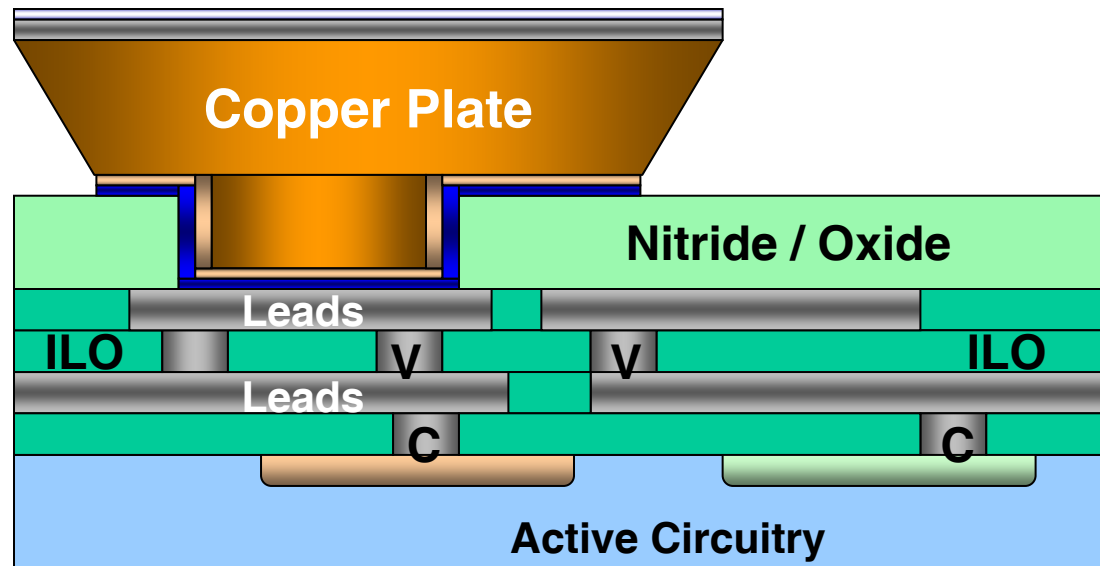 Copper Plate
Nitride / Oxide
Leads
ILO V V ILO
Leads
C C
Active Circuitry